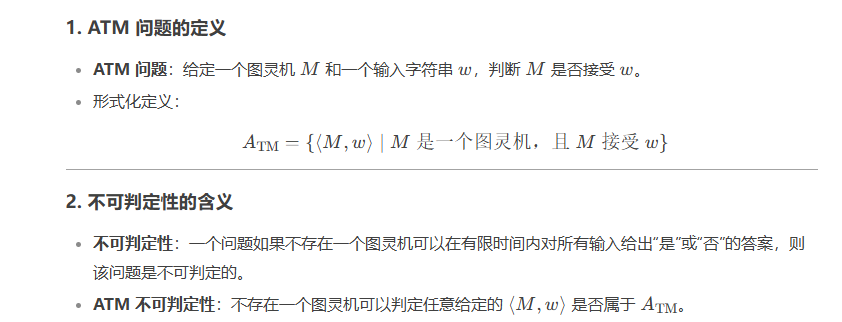 1. ATM 问题的定义
• ATM 问题：给定一个图灵机 M 和一个输入字符串 w，判断 M 是否接受 w。
• 形式化定义：
A_TM = {⟨M, w⟩ | M 是一个图灵机，且 M 接受 w}
2. 不可判定性的含义
• 不可判定性：一个问题如果不存在一个图灵机可以在有限时间内对所有输入给出“是”或“否”的答案，则
该问题是不可判定的。
• ATM 不可判定性：不存在一个图灵机可以判定任意给定的 ⟨M, w⟩ 是否属于 A_TM。